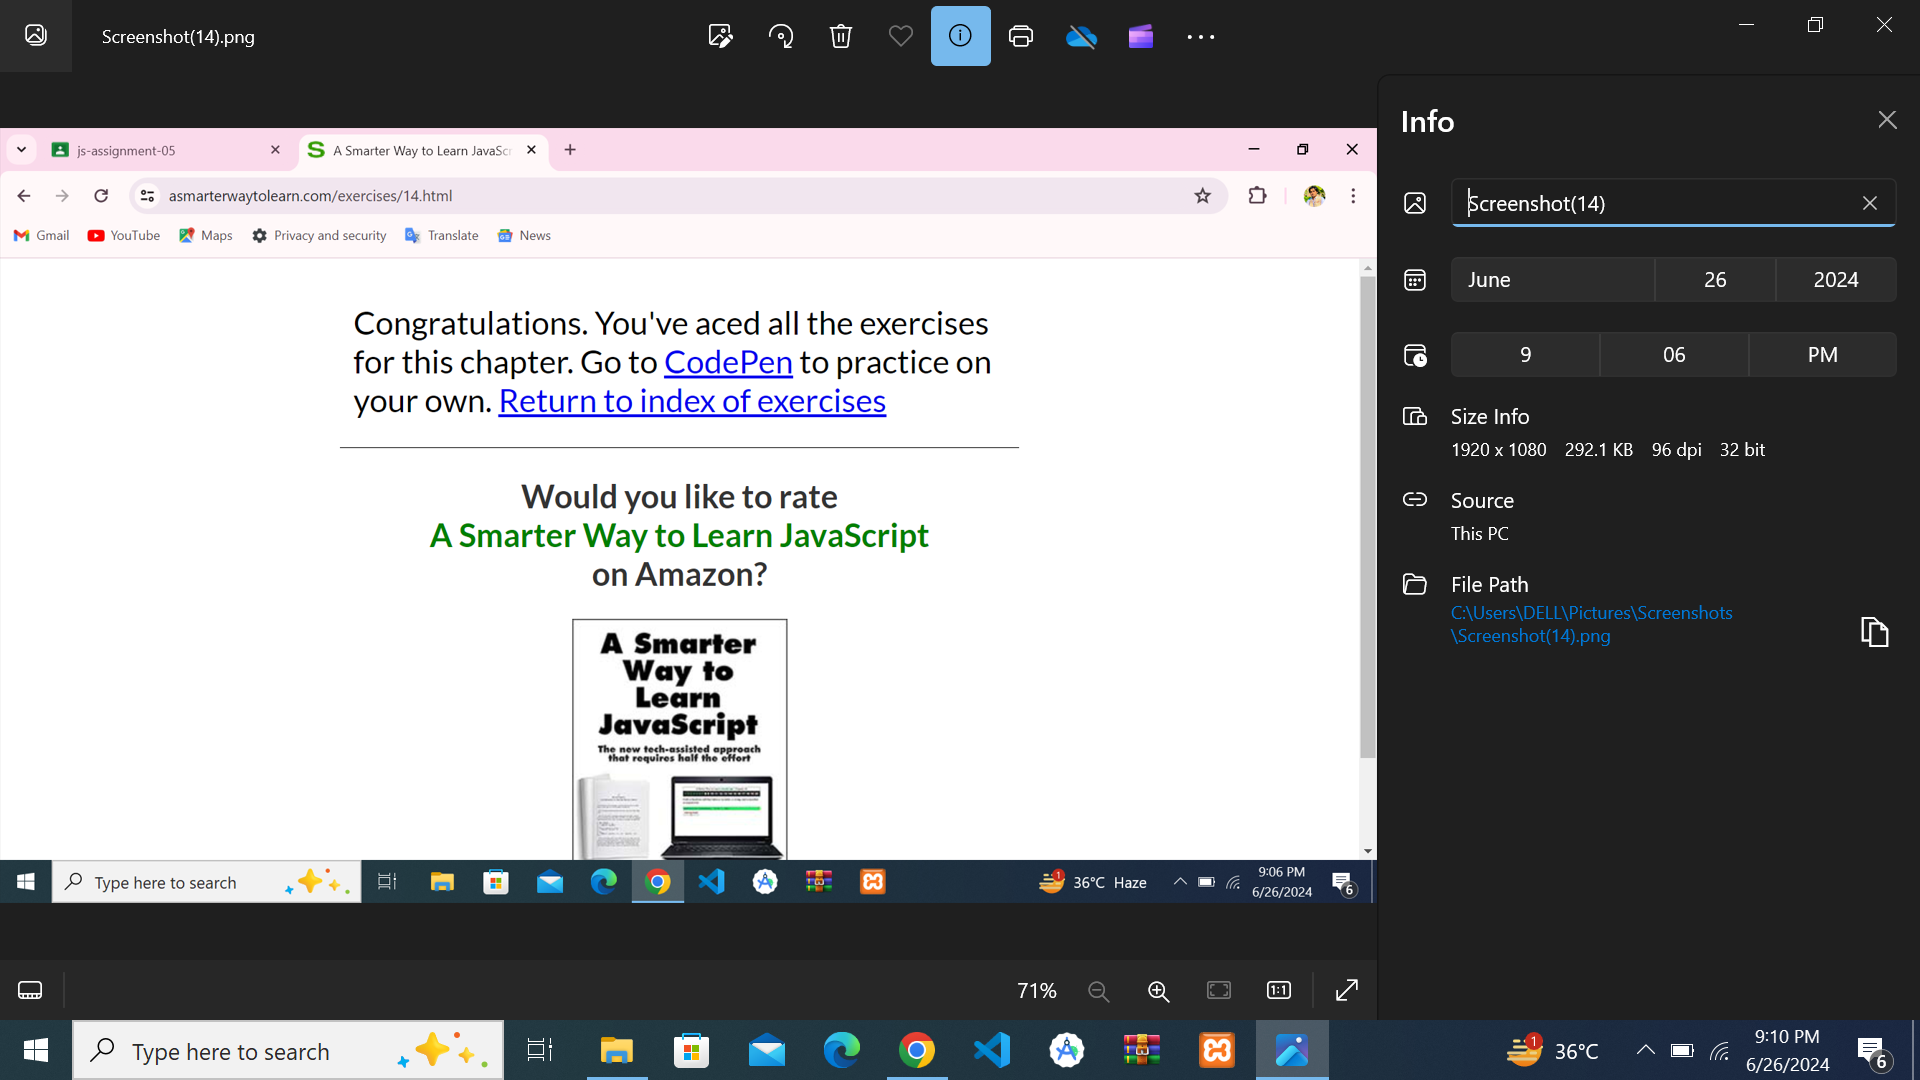 Screenshot(14).png
js-assignment-05
A Smarter Way to Learn JavaScr
asmarterwaytolearn.com/exercises/14.html
Gmail YouTube Maps Privacy and security Translate News
Congratulations. You've aced all the exercises
for this chapter. Go to CodePen to practice on
your own. Return to index of exercises
Would you like to rate
A Smarter Way to Learn JavaScript
on Amazon?
A Smarter
Way to
Learn
JavaScript
The new tech-assisted approach
that requires half the effort
Type here to search
1
36°C Haze
9:06 PM
6/26/2024
6
71%
1:1
Info
Screenshot(14)
June 26 2024
9 06 PM
Size Info
1920 x 1080 292.1 KB 96 dpi 32 bit
Source
This PC
File Path
C:\Users\DELL\Pictures\Screenshots
\Screenshot(14).png
Type here to search
1
36°C
9:10 PM
6/26/2024
6